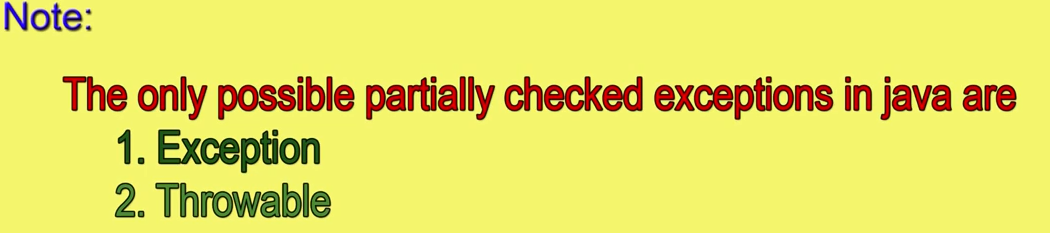 Note:
The only possible partially checked exceptions in java are
1. Exception
2. Throwable